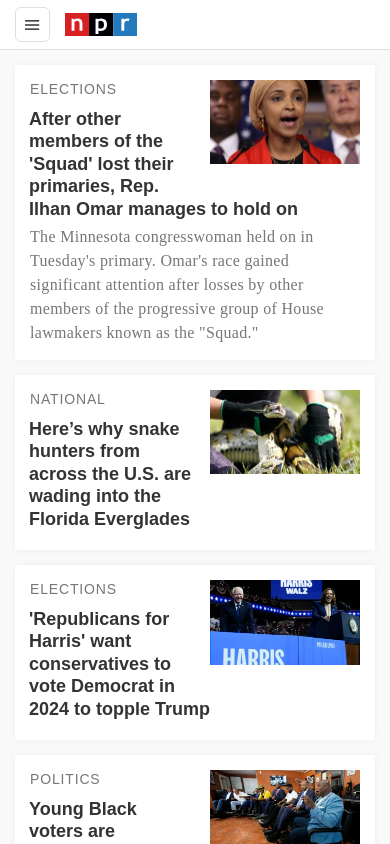 npr
ELECTIONS
After other
members of the
'Squad' lost their
primaries, Rep.
Ilhan Omar manages to hold on
The Minnesota congresswoman held on in
Tuesday's primary. Omar's race gained
significant attention after losses by other
members of the progressive group of House
lawmakers known as the "Squad."
NATIONAL
Here’s why snake
hunters from
across the U.S. are
wading into the
Florida Everglades
ELECTIONS
HARRIS
WALZ
HARRIS
'Republicans for
Harris' want
conservatives to
vote Democrat in
2024 to topple Trump
POLITICS
Young Black
voters are